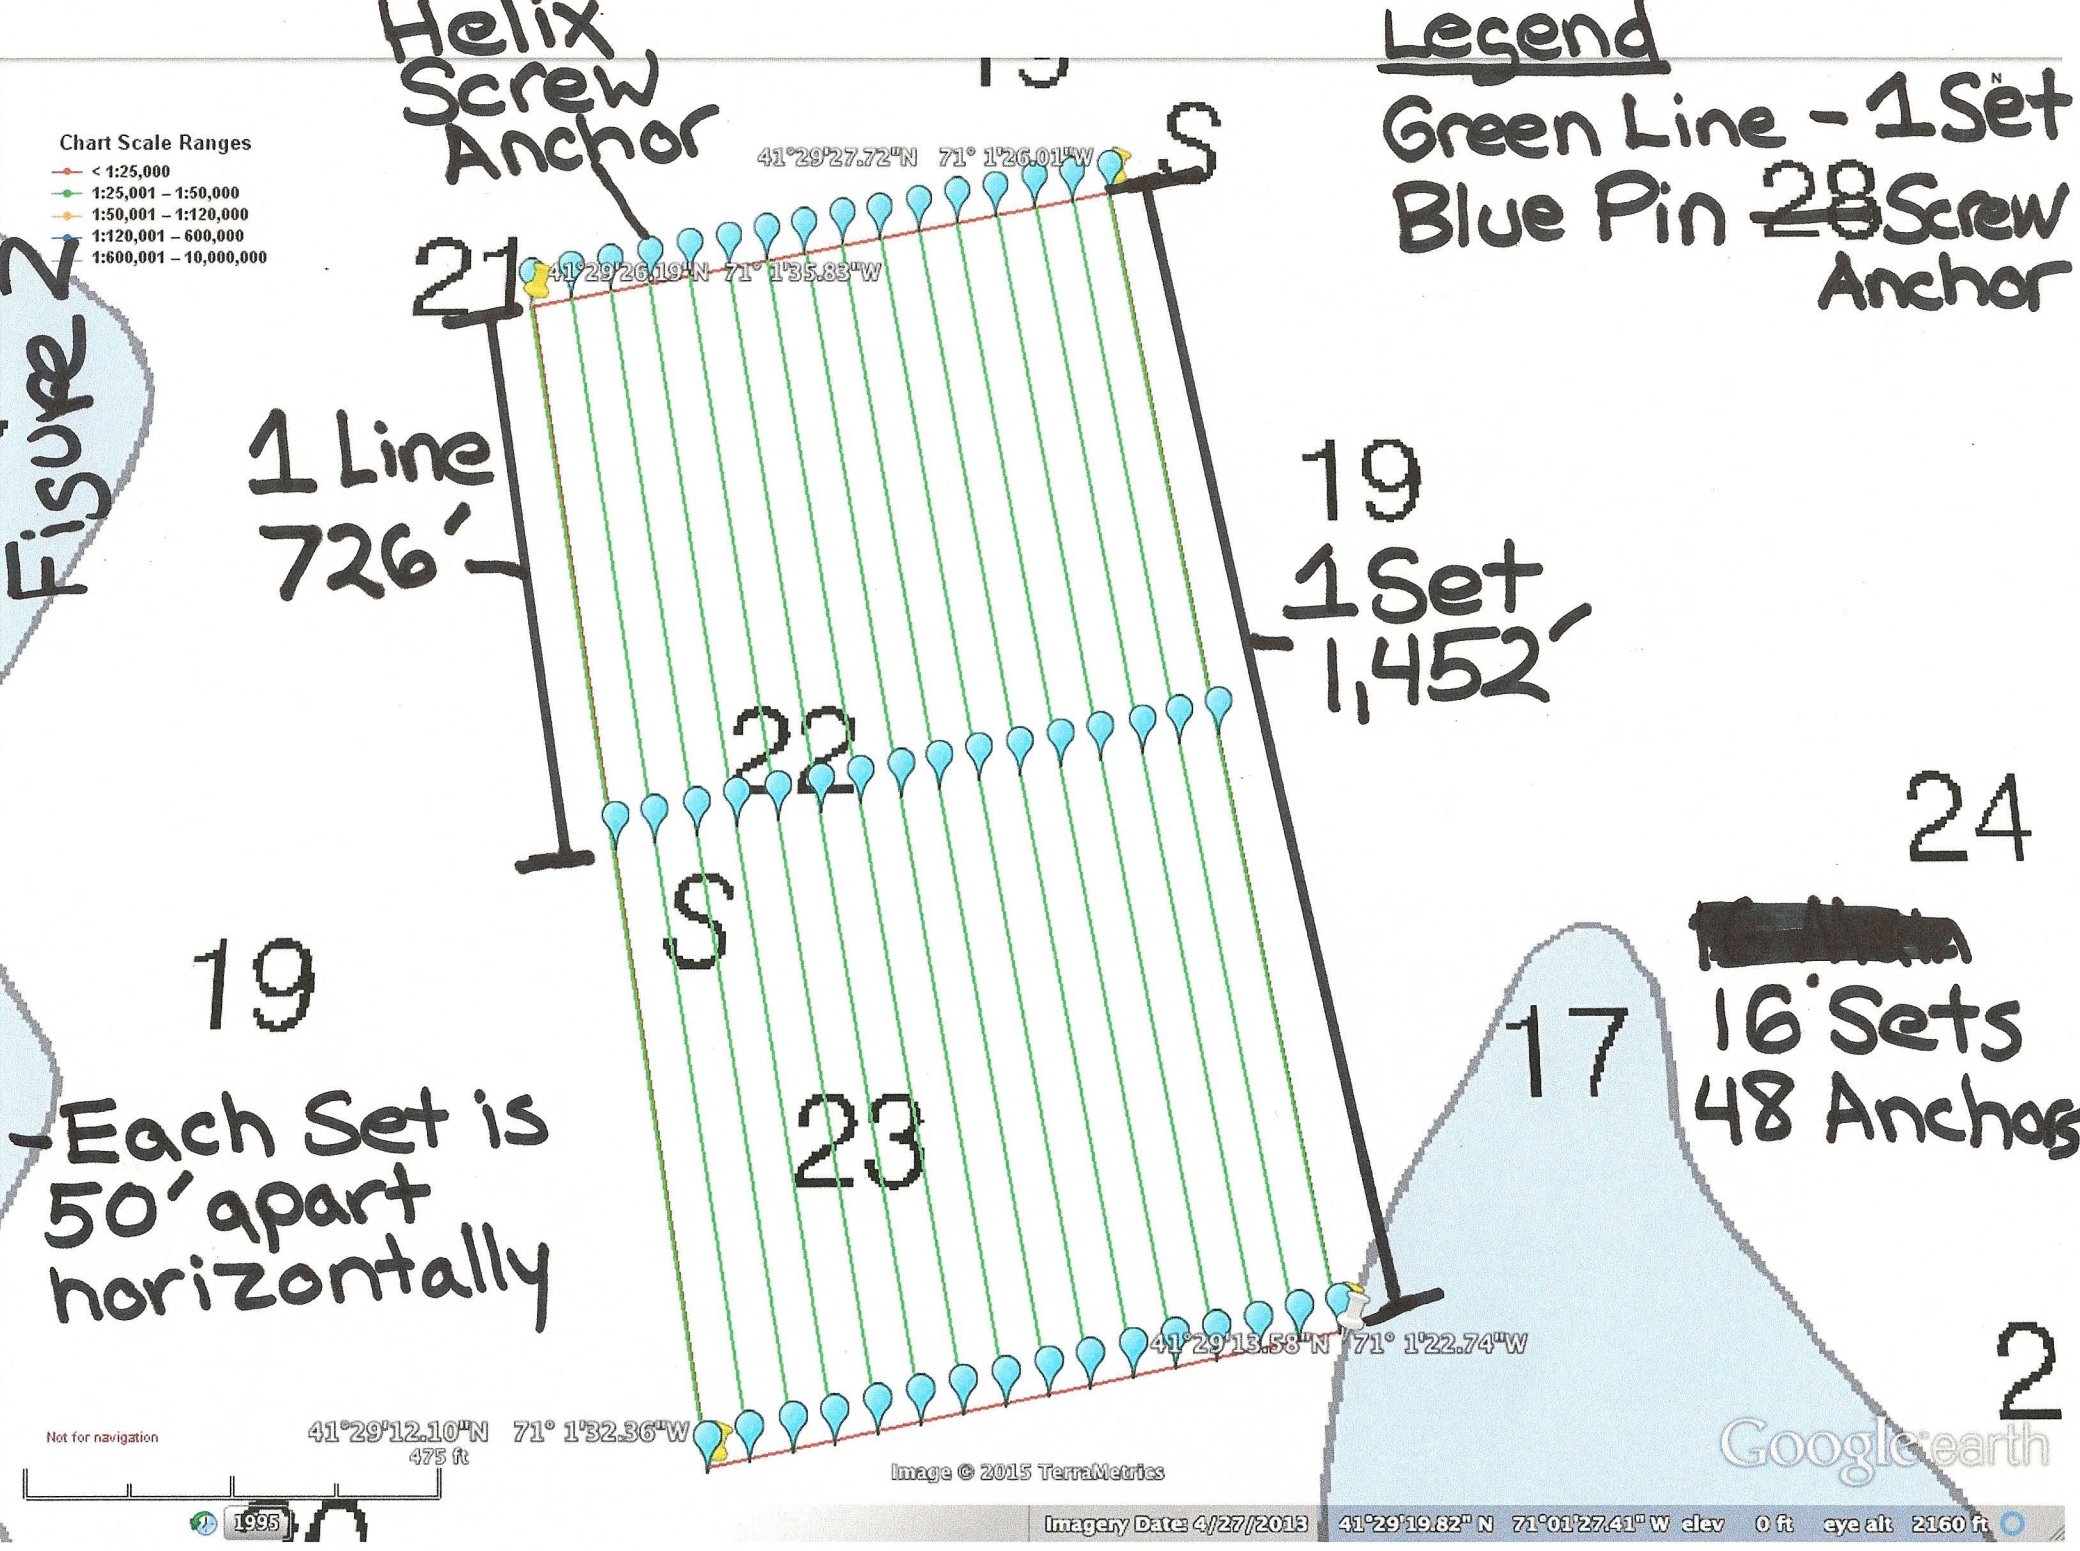 Helix
Screw
Anchor
19
Legend
N
Green Line - 1 Set
Blue Pin 28 Screw
Anchor
Chart Scale Ranges
< 1:25,000
1:25,001 – 1:50,000
1:50,001 – 1:120,000
1:120,001 – 600,000
1:600,001 – 10,000,000
Figure 2
S
41°29'27.72"N 71° 1'26.01"W
21
41°29'26.19"N 71° 1'35.83"W
1 Line
726'
19
1 Set
1,452'
22
S
24
19
17
16 Sets
48 Anchors
23
-Each Set is
50' apart
horizontally
41°29'13.58"N 71° 1'22.74"W
2
41°29'12.10"N 71° 1'32.36"W
Not for navigation
475 ft
Image © 2015 TerraMetrics
Google earth
1995
Imagery Date: 4/27/2013 41°29'19.82" N 71°01'27.41" W elev 0 ft eye alt 2160 ft